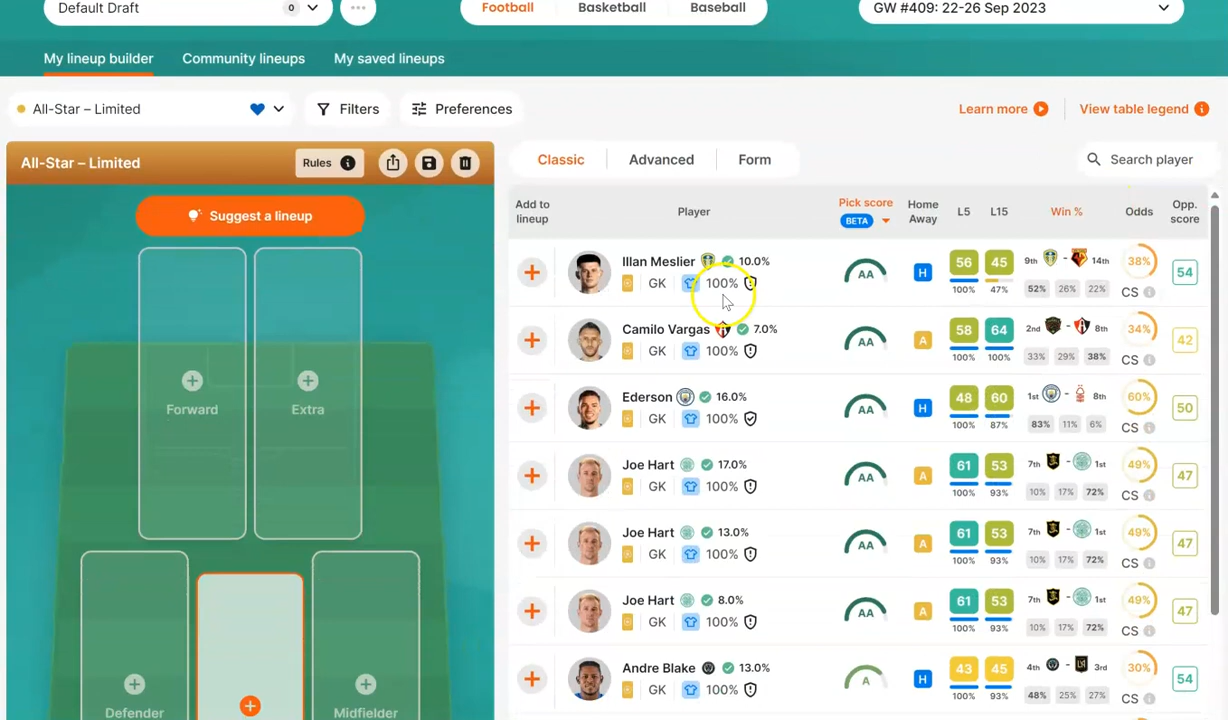 Default Draft 0
Football Basketball Baseball
GW #409: 22-26 Sep 2023
My lineup builder Community lineups My saved lineups
All-Star – Limited
Filters
Preferences
Learn more
View table legend
All-Star – Limited
Rules
Suggest a lineup
Forward
Extra
Defender
Midfielder
Classic Advanced Form
Search player
Add to lineup Player Pick score BETA Home Away L5 L15 Win % Odds Opp. score
Illan Meslier 10.0%
GK 100%
AA H 56 100% 45 47% 9th - 14th 52% 26% 22% 38% CS 54
Camilo Vargas 7.0%
GK 100%
AA A 58 100% 64 100% 2nd - 8th 33% 29% 38% 34% CS 42
Ederson 16.0%
GK 100%
AA H 48 100% 60 87% 1st - 8th 83% 11% 6% 60% CS 50
Joe Hart 17.0%
GK 100%
AA A 61 100% 53 93% 7th - 1st 10% 17% 72% 49% CS 47
Joe Hart 13.0%
GK 100%
AA A 61 100% 53 93% 7th - 1st 10% 17% 72% 49% CS 47
Joe Hart 8.0%
GK 100%
AA A 61 100% 53 93% 7th - 1st 10% 17% 72% 49% CS 47
Andre Blake 13.0%
GK 100%
A H 43 100% 45 93% 4th - 3rd 48% 25% 27% 30% CS 54